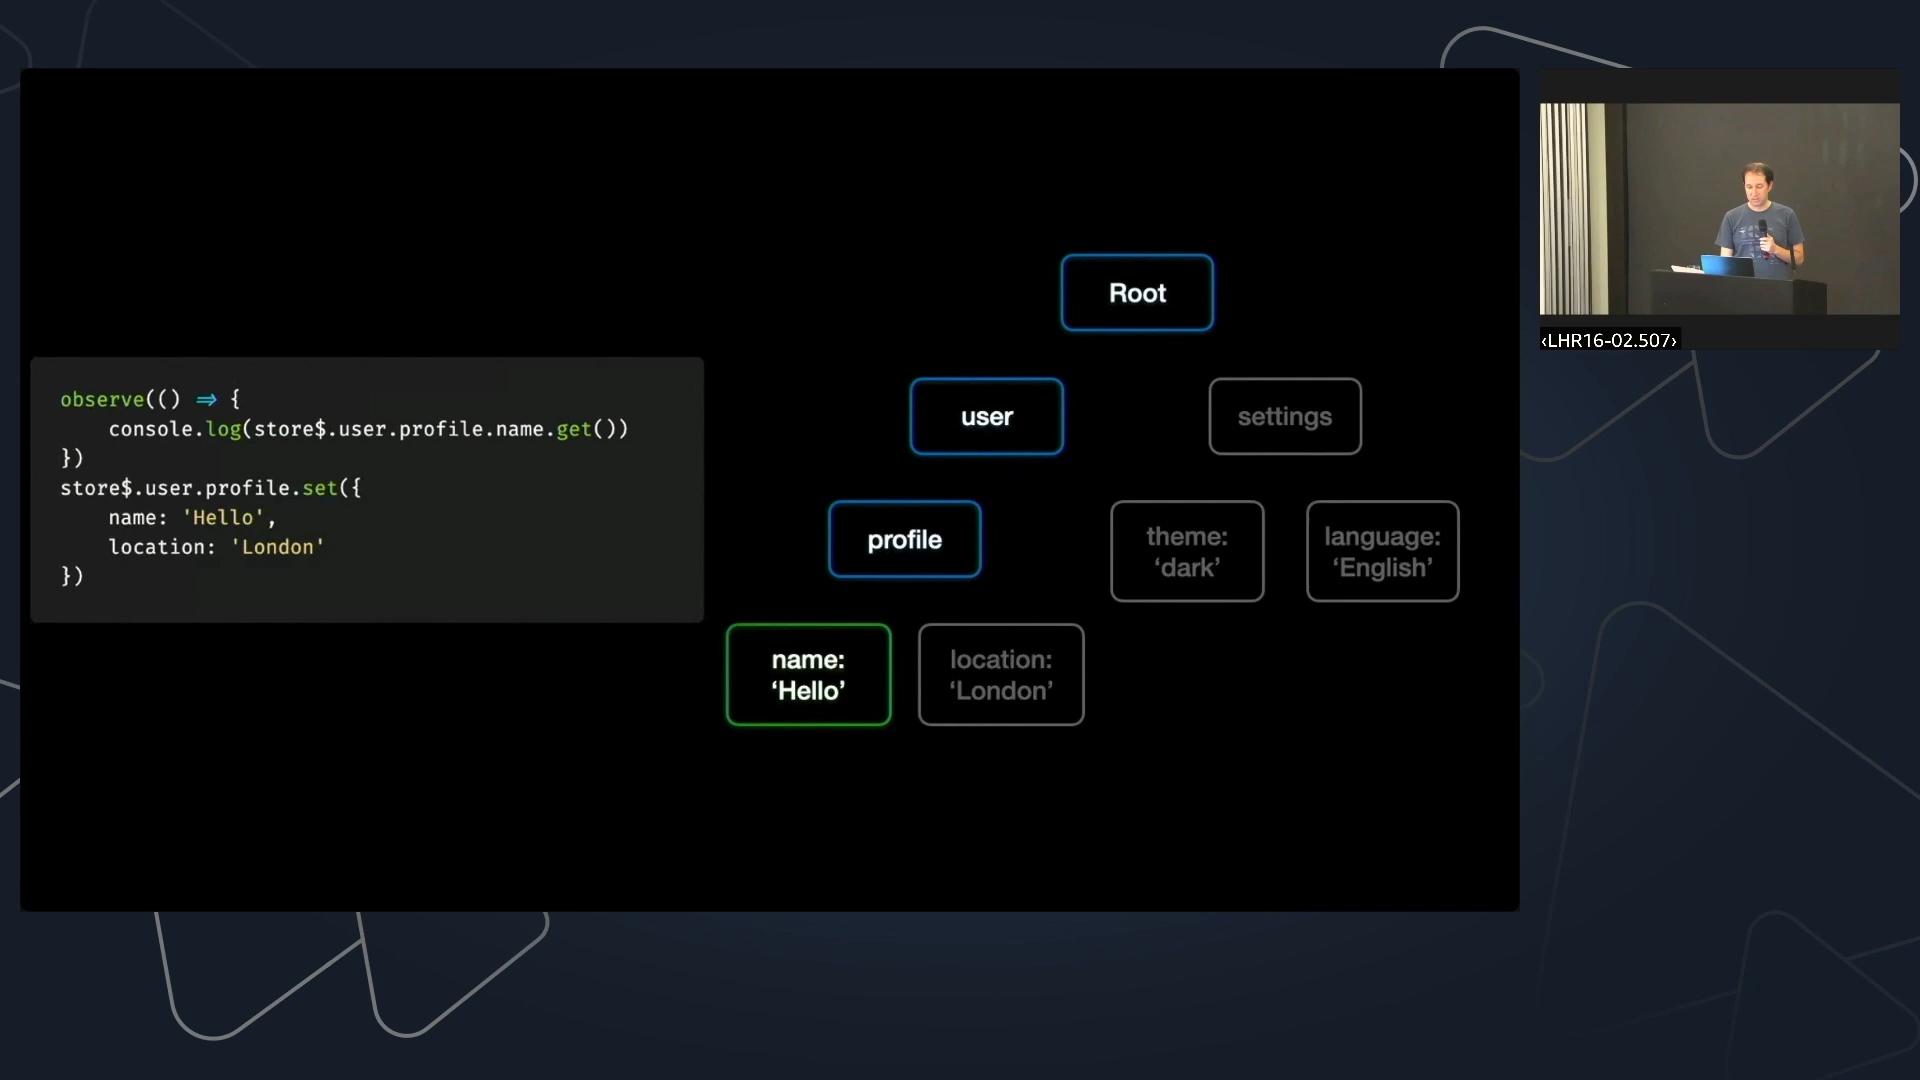 observe(() => {
    console.log(store$.user.profile.name.get())
})
store$.user.profile.set({
    name: 'Hello',
    location: 'London'
})
Root
user
settings
profile
theme:
‘dark’
language:
‘English’
name:
‘Hello’
location:
‘London’
‹LHR16-02.507›